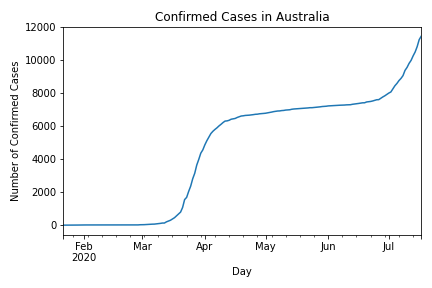 Confirmed Cases in Australia
12000
10000
8000
6000
4000
2000
0
Number of Confirmed Cases
Feb
2020
Mar
Apr
May
Jun
Jul
Day